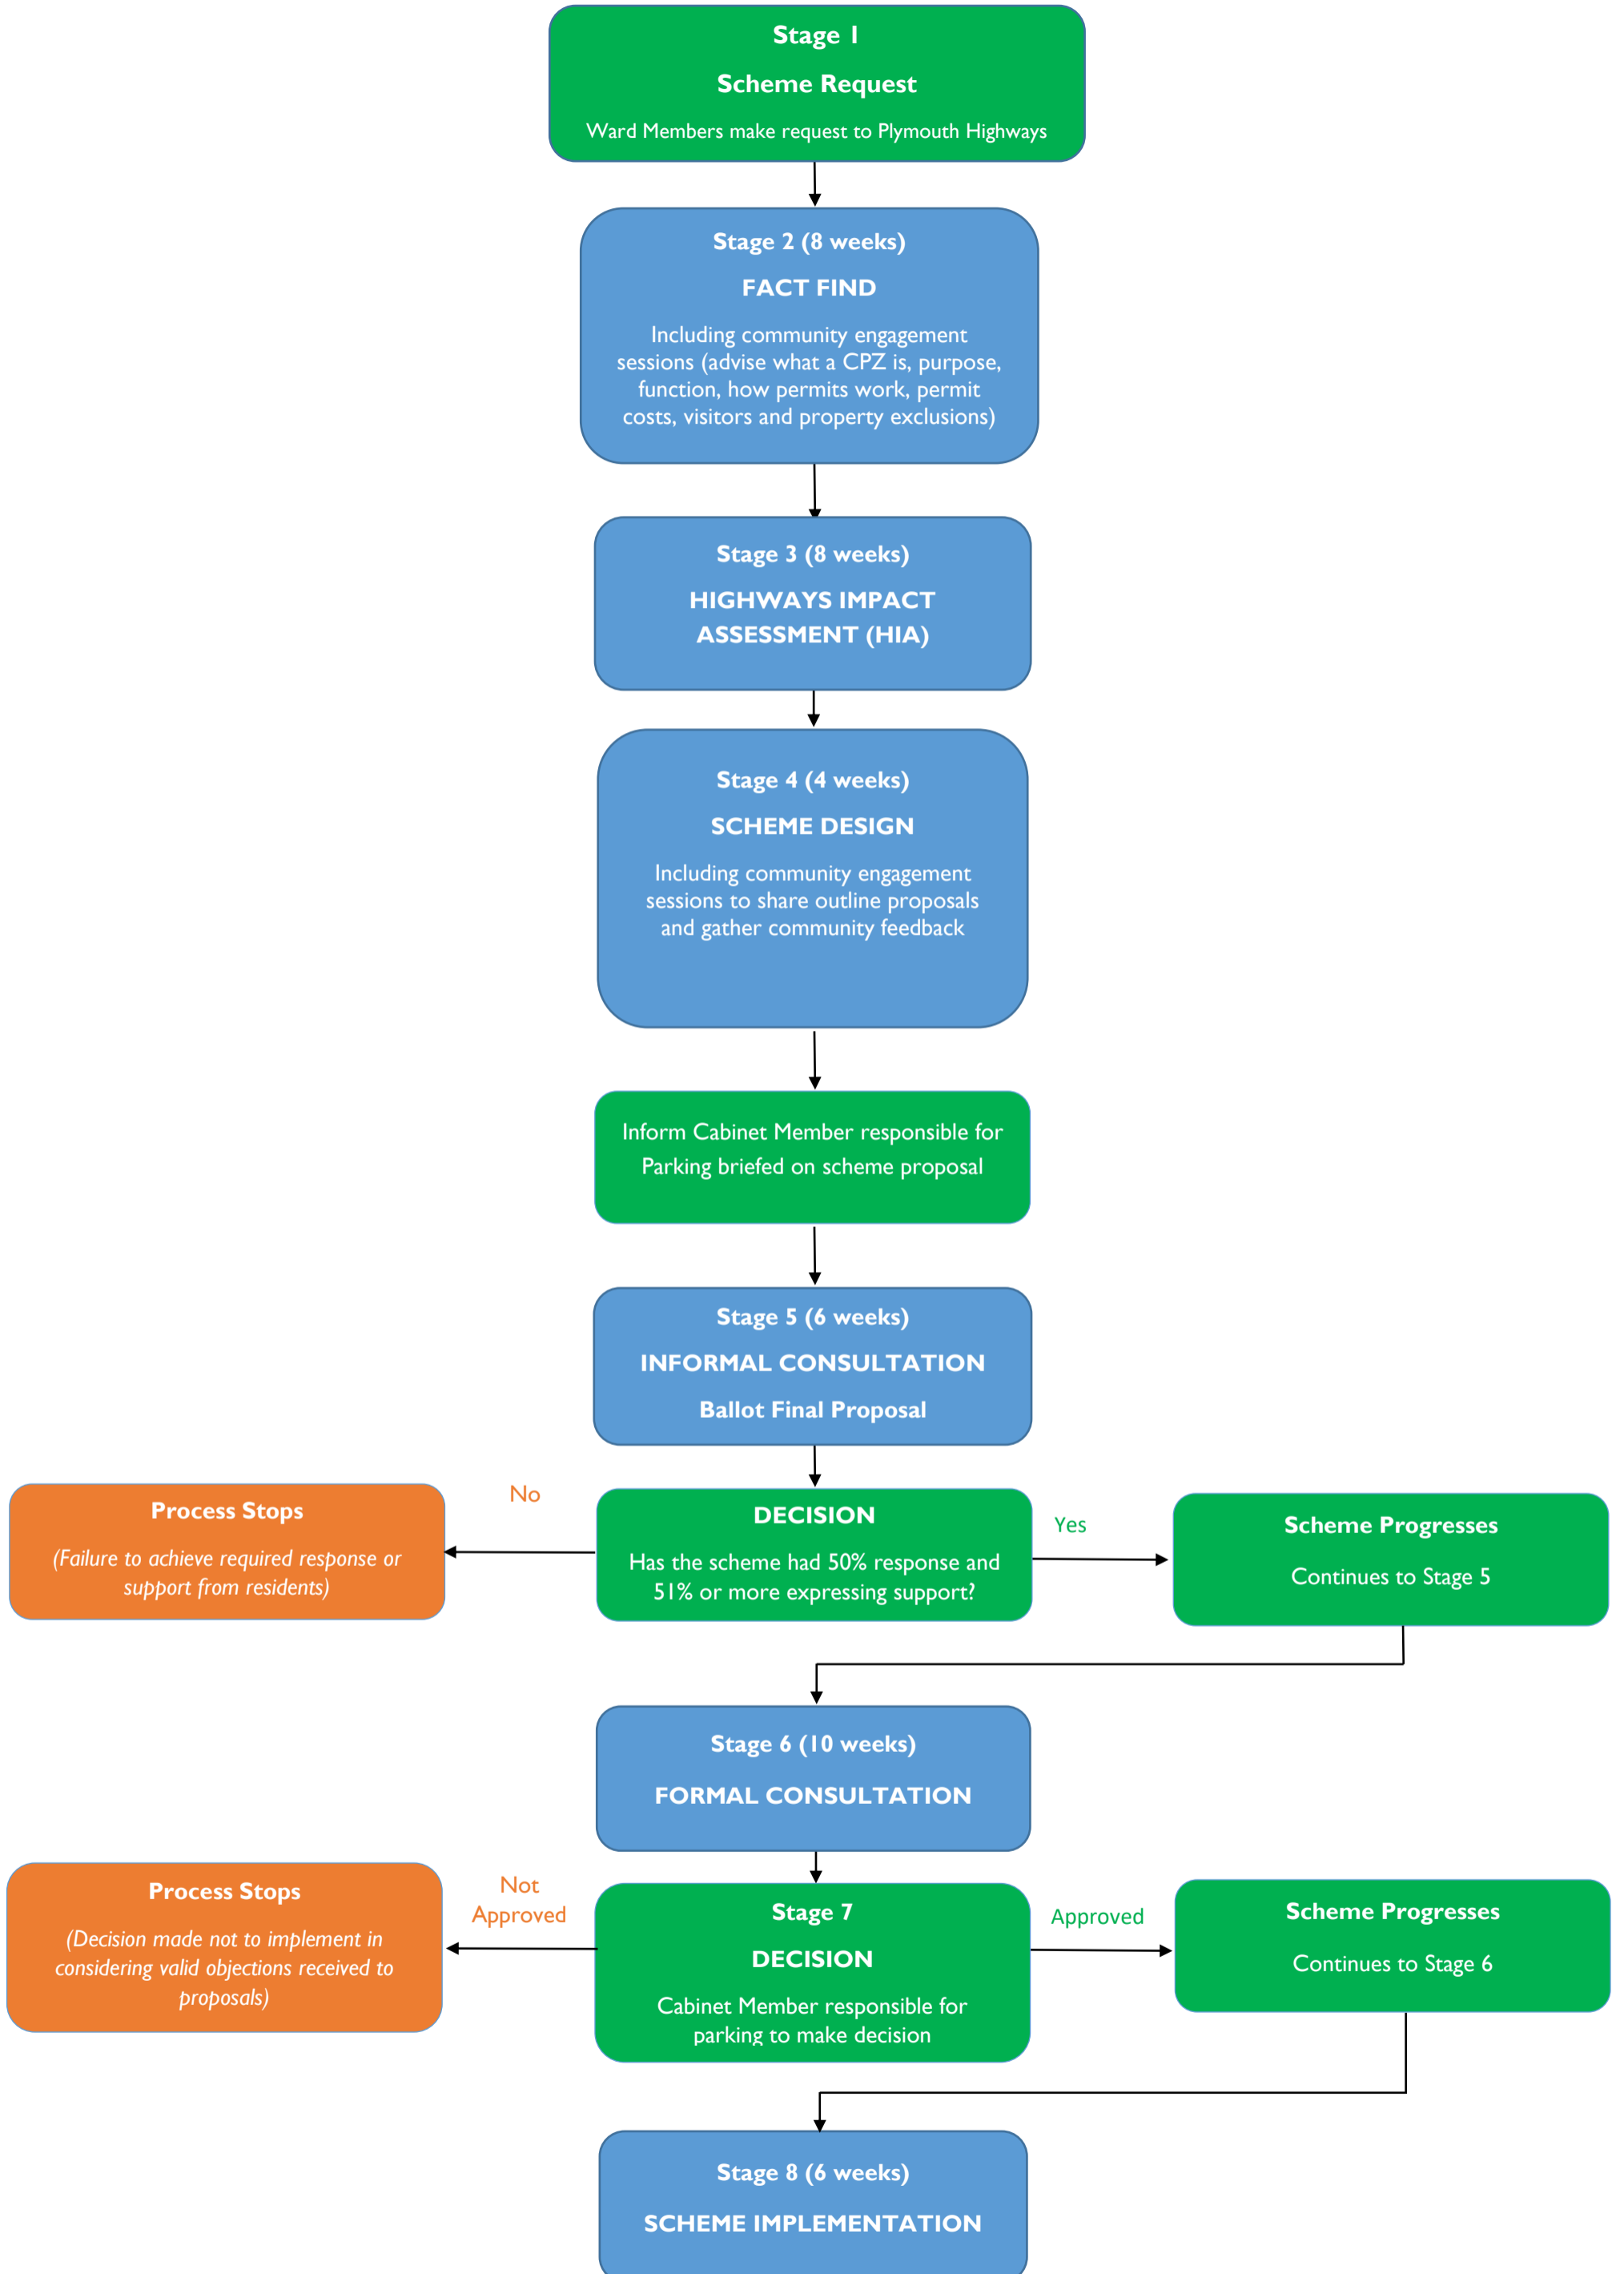 Stage 1
Scheme Request
Ward Members make request to Plymouth Highways
Stage 2 (8 weeks)
FACT FIND
Including community engagement
sessions (advise what a CPZ is, purpose,
function, how permits work, permit
costs, visitors and property exclusions)
Stage 3 (8 weeks)
HIGHWAYS IMPACT
ASSESSMENT (HIA)
Stage 4 (4 weeks)
SCHEME DESIGN
Including community engagement
sessions to share outline proposals
and gather community feedback
Inform Cabinet Member responsible for
Parking briefed on scheme proposal
Stage 5 (6 weeks)
INFORMAL CONSULTATION
Ballot Final Proposal
Process Stops
(Failure to achieve required response or
support from residents)
No
DECISION
Has the scheme had 50% response and
51% or more expressing support?
Yes
Scheme Progresses
Continues to Stage 5
Stage 6 (10 weeks)
FORMAL CONSULTATION
Process Stops
(Decision made not to implement in
considering valid objections received to
proposals)
Not
Approved
Stage 7
DECISION
Cabinet Member responsible for
parking to make decision
Approved
Scheme Progresses
Continues to Stage 6
Stage 8 (6 weeks)
SCHEME IMPLEMENTATION